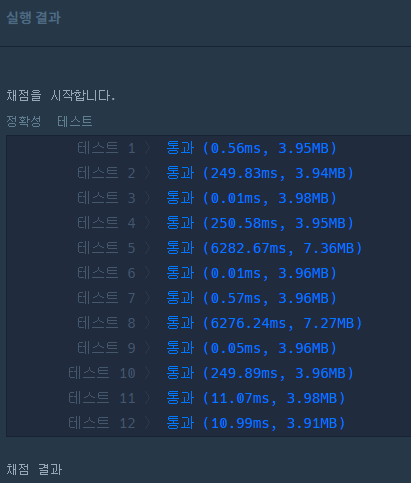 실행 결과
채점을 시작합니다.
정확성 테스트
테스트 1 〉 통과 (0.56ms, 3.95MB)
테스트 2 〉 통과 (249.83ms, 3.94MB)
테스트 3 〉 통과 (0.01ms, 3.98MB)
테스트 4 〉 통과 (250.58ms, 3.95MB)
테스트 5 〉 통과 (6282.67ms, 7.36MB)
테스트 6 〉 통과 (0.01ms, 3.96MB)
테스트 7 〉 통과 (0.57ms, 3.96MB)
테스트 8 〉 통과 (6276.24ms, 7.27MB)
테스트 9 〉 통과 (0.05ms, 3.96MB)
테스트 10 〉 통과 (249.89ms, 3.96MB)
테스트 11 〉 통과 (11.07ms, 3.98MB)
테스트 12 〉 통과 (10.99ms, 3.91MB)
채점 결과